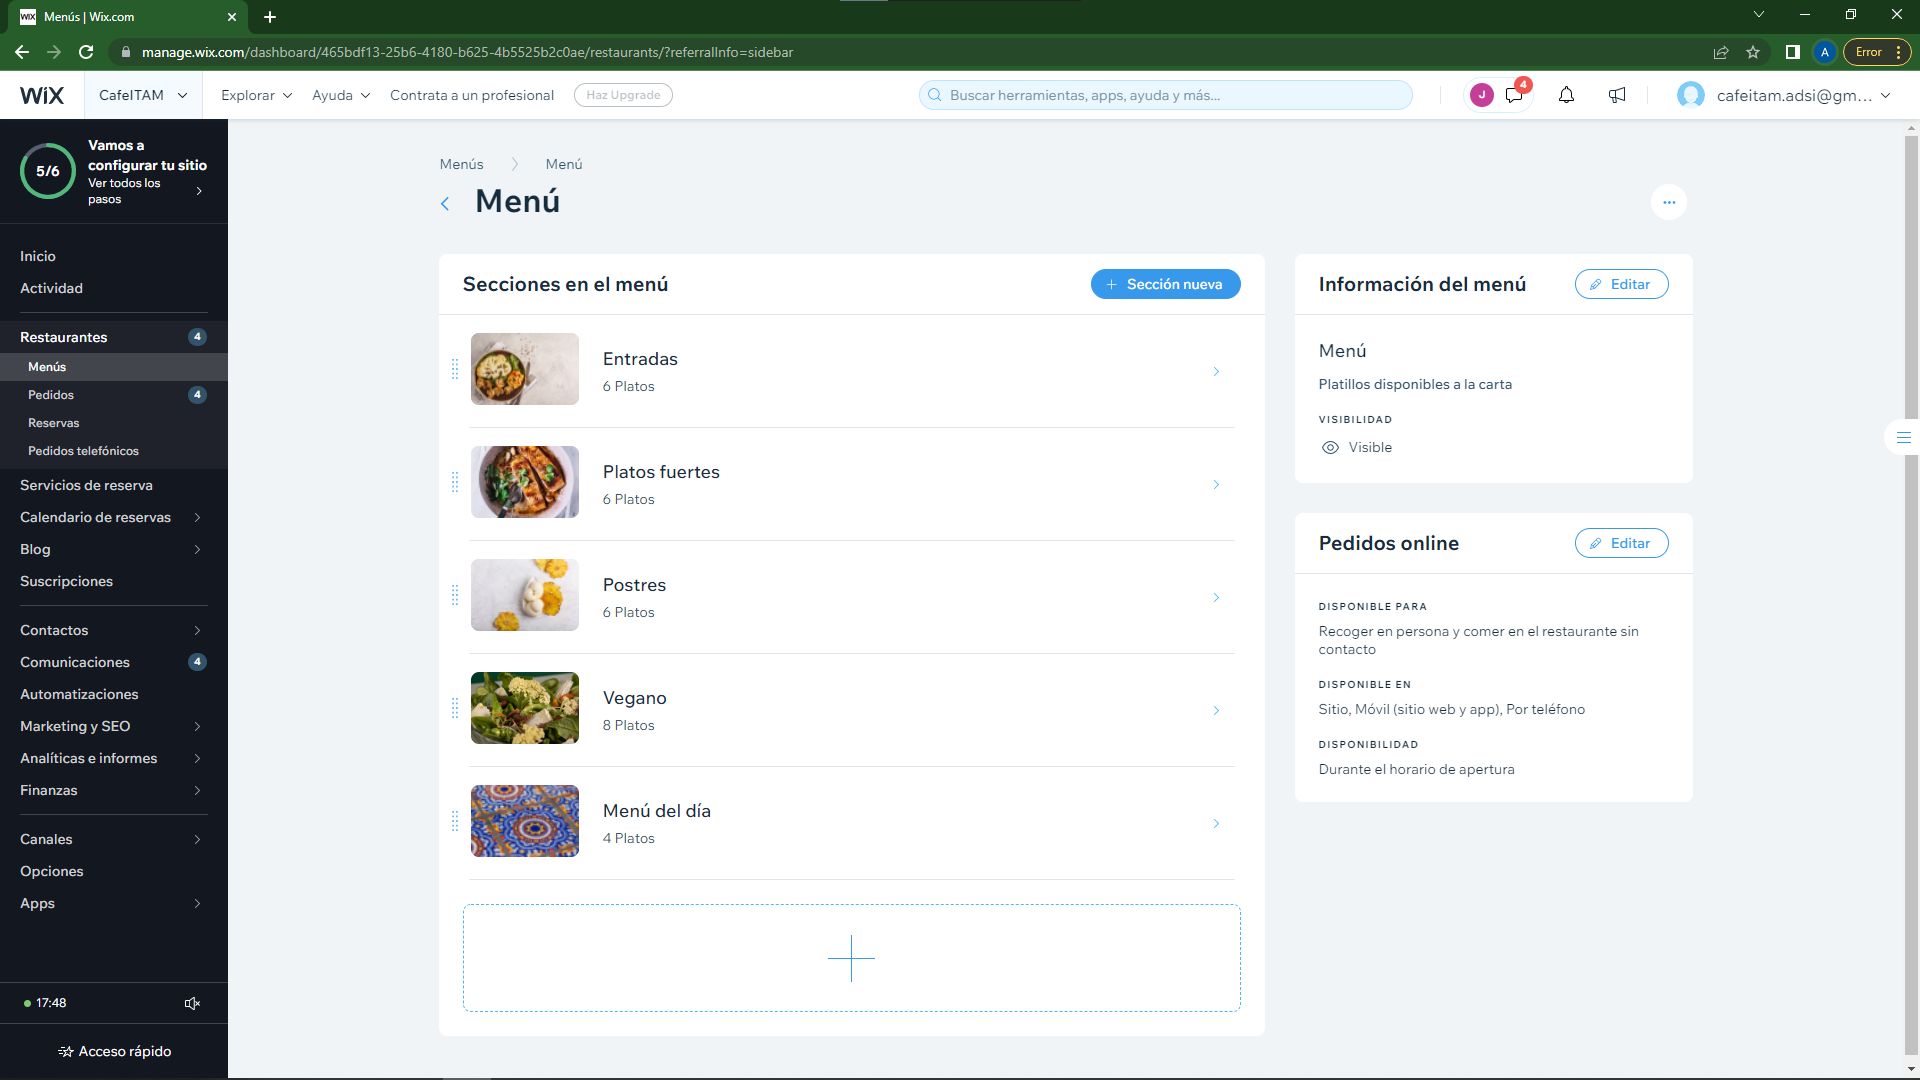 Menús | Wix.com
manage.wix.com/dashboard/465bdf13-25b6-4180-b625-4b5525b2c0ae/restaurants/?referralInfo=sidebar
A
Error
WiX
CafeITAM
Explorar
Ayuda
Contrata a un profesional
Haz Upgrade
Buscar herramientas, apps, ayuda y más...
J
4
cafeitam.adsi@gm...
5/6
Vamos a
configurar tu sitio
Ver todos los
pasos
Inicio
Actividad
Restaurantes
4
Menús
Pedidos
4
Reservas
Pedidos telefónicos
Servicios de reserva
Calendario de reservas
Blog
Suscripciones
Contactos
Comunicaciones
4
Automatizaciones
Marketing y SEO
Analíticas e informes
Finanzas
Canales
Opciones
Apps
17:48
Acceso rápido
Menús
Menú
Menú
Secciones en el menú
Sección nueva
Entradas
6 Platos
Platos fuertes
6 Platos
Postres
6 Platos
Vegano
8 Platos
Menú del día
4 Platos
Información del menú
Editar
Menú
Platillos disponibles a la carta
VISIBILIDAD
Visible
Pedidos online
Editar
DISPONIBLE PARA
Recoger en persona y comer en el restaurante sin
contacto
DISPONIBLE EN
Sitio, Móvil (sitio web y app), Por teléfono
DISPONIBILIDAD
Durante el horario de apertura